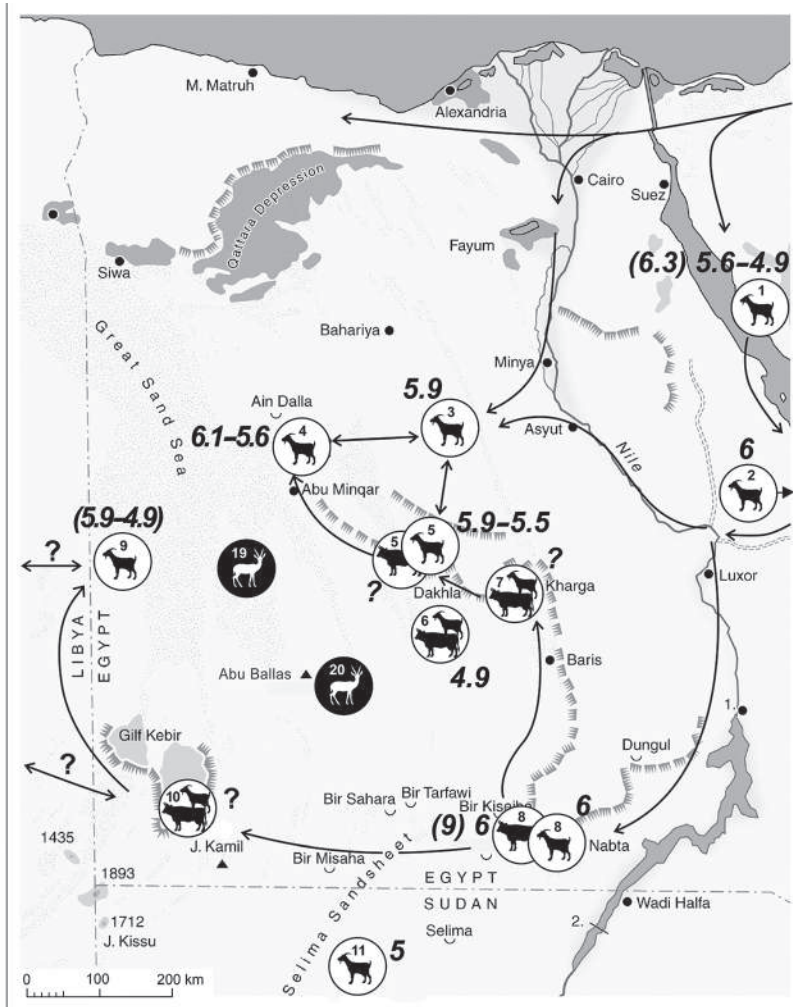 M. Matruh
Alexandria
Cairo
Suez
Qattara Depression
Fayum
Siwa
(6.3) 5.6–4.9
1
Great Sand Sea
Bahariya
Minya
5.9
Ain Dalla
3
6.1–5.6
4
Asyut
Nile
6
2
Abu Minqar
(5.9–4.9)
5.9–5.5
?
9
19
5
5
?
Dakhla
?
7
Kharga
Luxor
6
LIBYA
EGYPT
4.9
Baris
Abu Ballas
20
1.
Gilf Kebir
Dungul
?
10
?
Bir Sahara
Bir Tarfawi
Bir Kiseiba
(9) 6
8
8
6
Nabta
J. Kamil
Bir Misaha
1435
1893
EGYPT
SUDAN
Wadi Halfa
1712
J. Kissu
Selima Sandsheet
Selima
2.
11
5
0 100 200 km